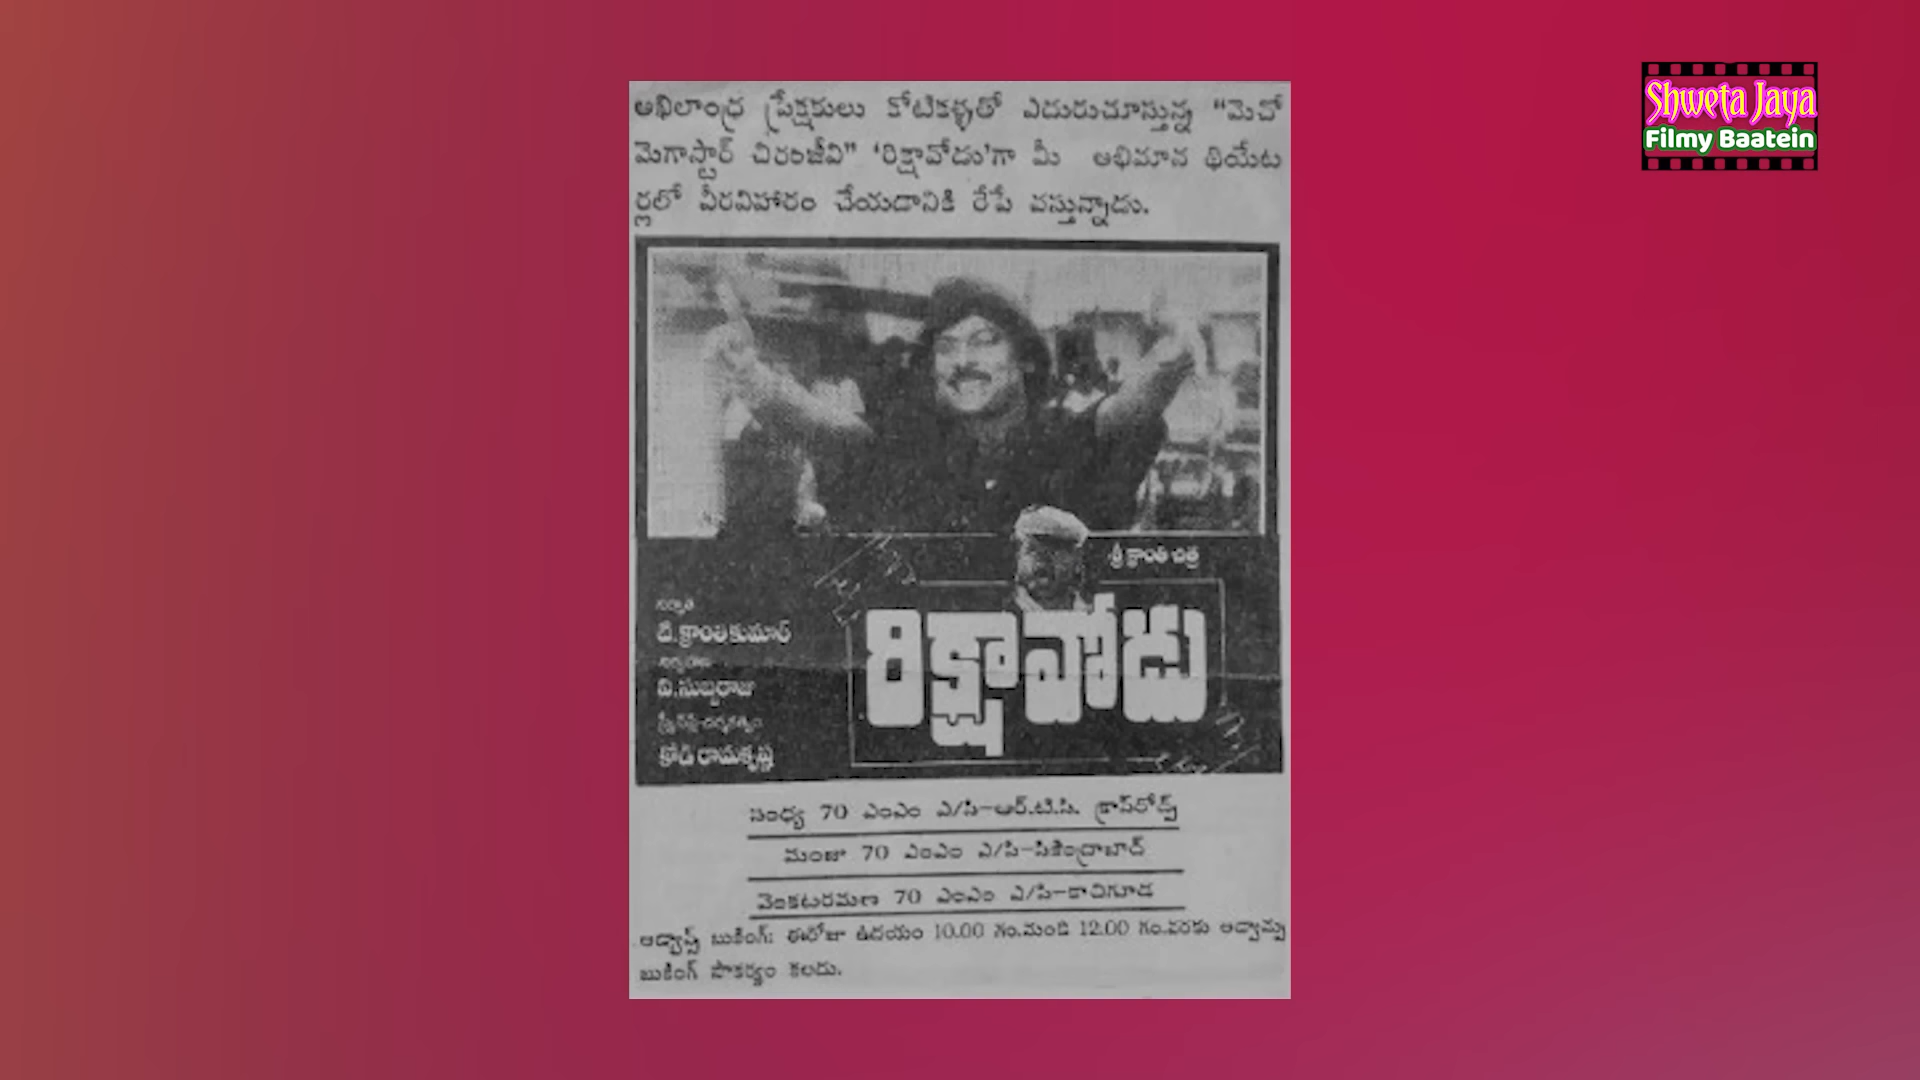 అఖిలాంధ్ర ప్రేక్షకులు కోటికళ్ళతో ఎదురుచూస్తున్న "మెచో
మెగాస్టార్ చిరంజీవి" 'రిక్షావోడు'గా మీ అభిమాన థియేట
ర్లలో వీరవిహారం చేయడానికి రేపే వస్తున్నాడు.
శ్రీ క్రాంతి చిత్ర
నిర్మాత
టి.క్రాంతికుమార్
వి.సుబ్బరాజు
కోడి రామకృష్ణ
రిక్షావోడు
సంధ్య 70 ఎంఎం ఎ/సి-ఆర్.టి.సి. క్రాస్‌రోడ్స్
మంజు 70 ఎంఎం ఎ/సి-సికింద్రాబాద్
వెంకటరమణ 70 ఎంఎం ఎ/సి-కాచిగూడ
అడ్వాన్స్ బుకింగ్: ఈరోజు ఉదయం 10.00 గం.నుండి 12.00 గం.వరకు అడ్వాన్సు
బుకింగ్ సౌకర్యం కలదు.
Shweta Jaya
Filmy Baatein